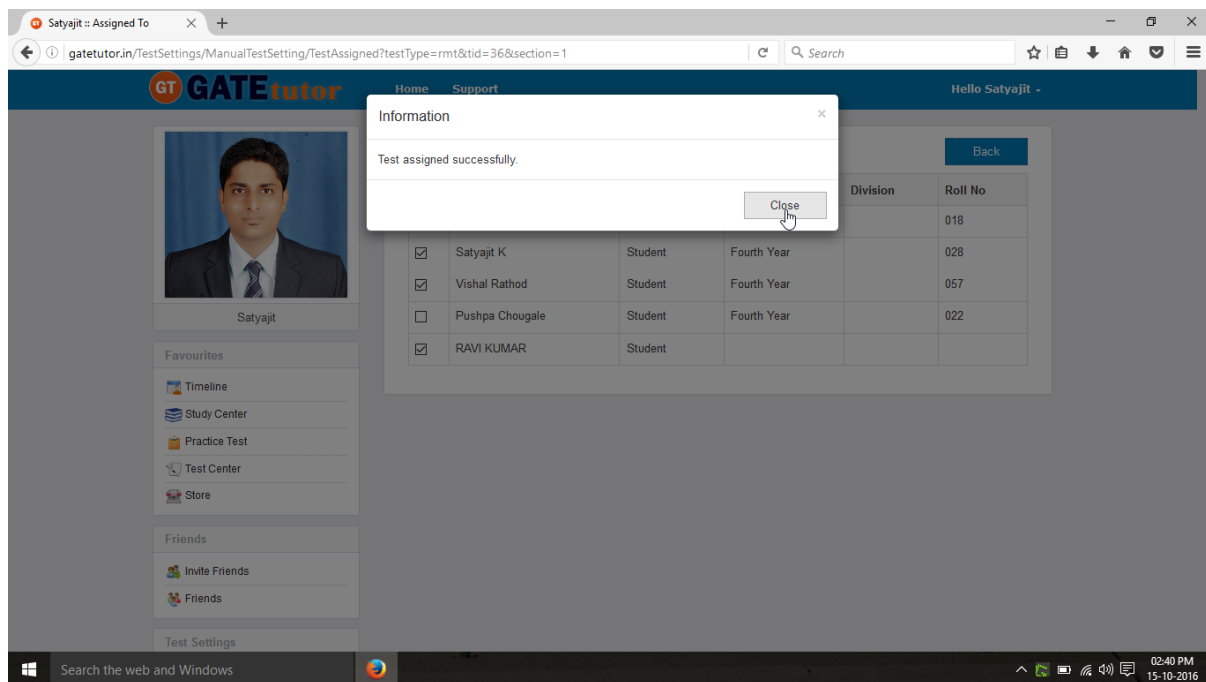 Satyajit :: Assigned To
gatetutor.in/TestSettings/ManualTestSetting/TestAssigned?testType=rmt&tid=36&section=1
Search
GT GATEtutor
Home Support Hello Satyajit
Information
Test assigned successfully.
Close
Back
Division Roll No
018
Satyajit K Student Fourth Year 028
Vishal Rathod Student Fourth Year 057
Pushpa Chougale Student Fourth Year 022
RAVI KUMAR Student
Satyajit
Favourites
Timeline
Study Center
Practice Test
Test Center
Store
Friends
Invite Friends
Friends
Test Settings
Search the web and Windows
02:40 PM
15-10-2016